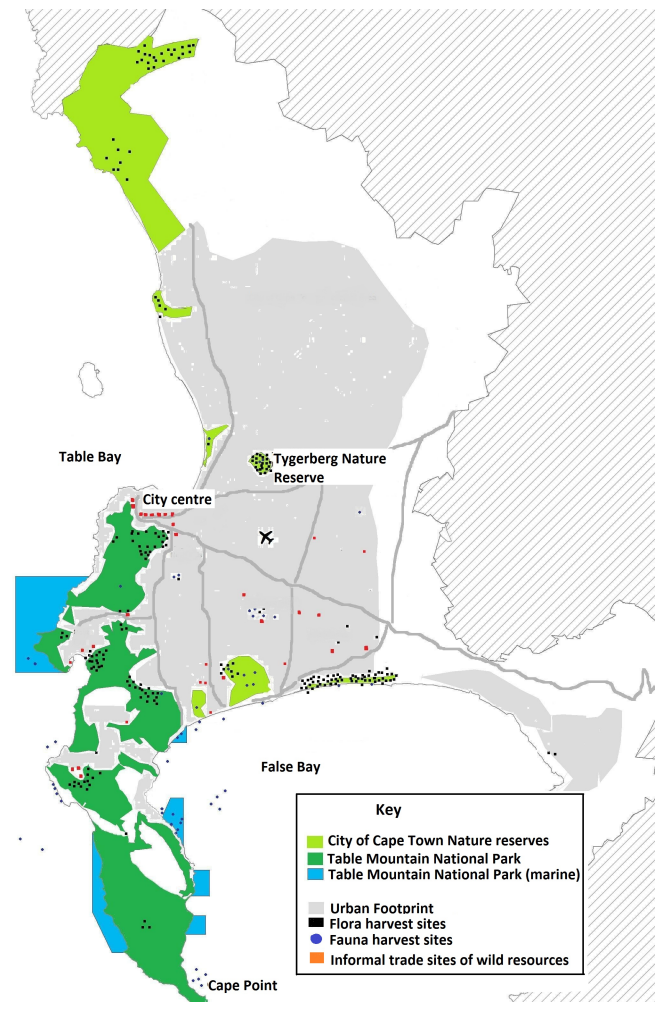 Table Bay
Tygerberg Nature
Reserve
City centre
False Bay
Key
City of Cape Town Nature reserves
Table Mountain National Park
Table Mountain National Park (marine)
Urban Footprint
Flora harvest sites
Fauna harvest sites
Informal trade sites of wild resources
Cape Point